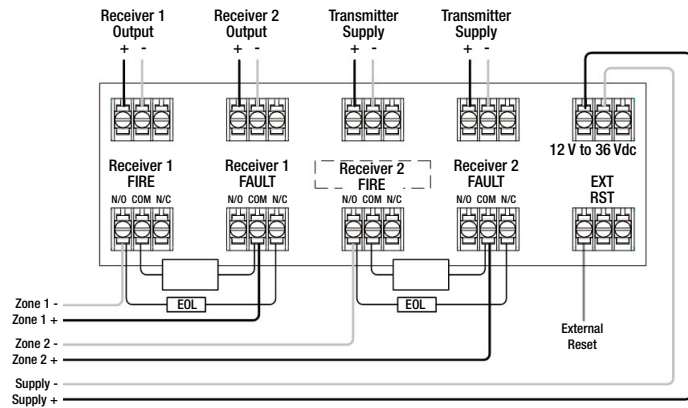 Receiver 1
Output
Receiver 2
Output
Transmitter
Supply
Transmitter
Supply
+ -
+ -
+ -
+ -
12 V to 36 Vdc
Receiver 1
FIRE
Receiver 1
FAULT
Receiver 2
FIRE
Receiver 2
FAULT
EXT
RST
N/O COM N/C
N/O COM N/C
N/O COM N/C
N/O COM N/C
EOL
EOL
Zone 1 -
Zone 1 +
Zone 2 -
Zone 2 +
Supply -
Supply +
External
Reset